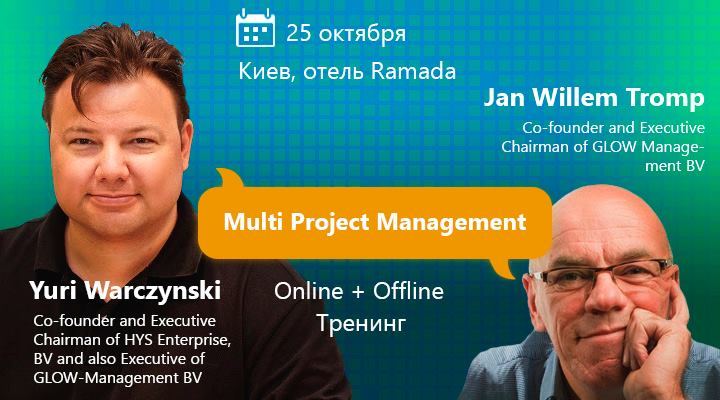 25 октября
Киев, отель Ramada
Jan Willem Tromp
Co-founder and Executive
Chairman of GLOW Manage-
ment BV
Multi Project Management
Yuri Warczynski
Co-founder and Executive
Chairman of HYS Enterprise,
BV and also Executive of
GLOW-Management BV
Online + Offline
Тренинг